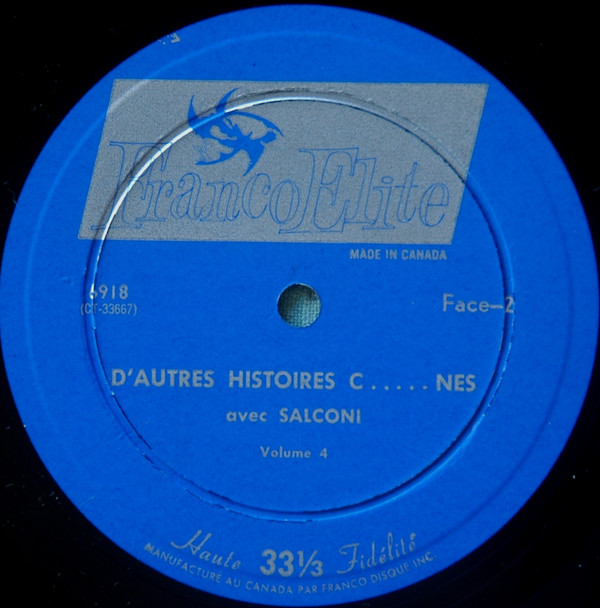 FrancoElite
MADE IN CANADA
6918
(CT-33667)
Face-2
D'AUTRES HISTOIRES C.....NES
avec SALCONI
Volume 4
Haute 33⅓ Fidélité
MANUFACTURÉ AU CANADA PAR FRANCO DISQUE INC.